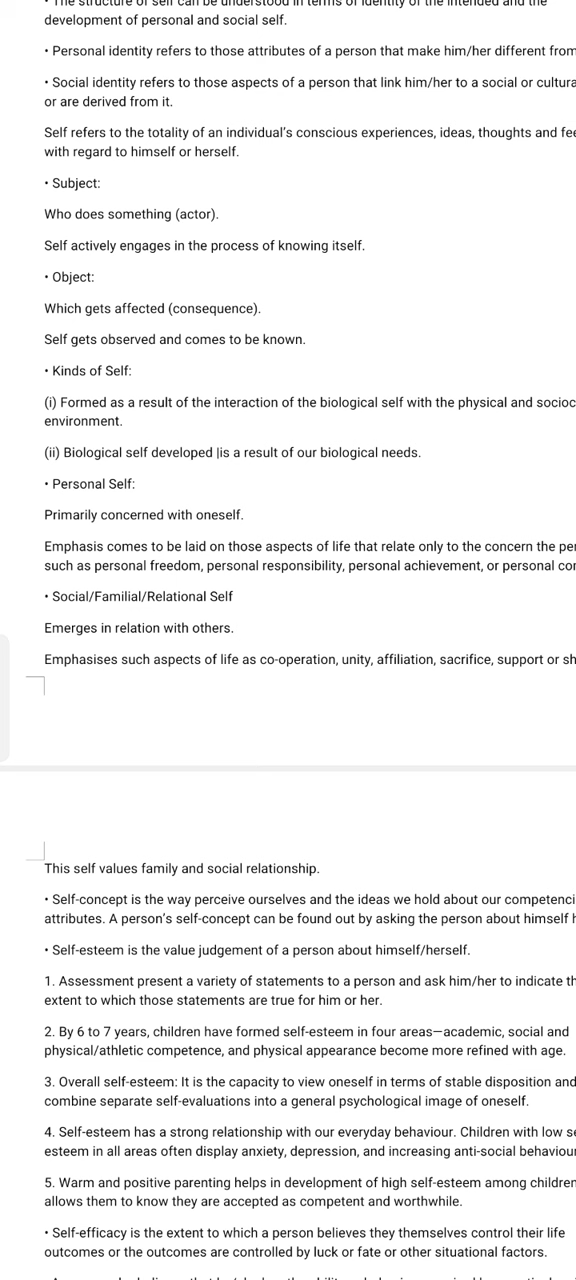 • The structure of self can be understood in terms of identity of the intended and the
development of personal and social self.
• Personal identity refers to those attributes of a person that make him/her different from
• Social identity refers to those aspects of a person that link him/her to a social or cultura
or are derived from it.
Self refers to the totality of an individual's conscious experiences, ideas, thoughts and fee
with regard to himself or herself.
• Subject:
Who does something (actor).
Self actively engages in the process of knowing itself.
• Object:
Which gets affected (consequence).
Self gets observed and comes to be known.
• Kinds of Self:
(i) Formed as a result of the interaction of the biological self with the physical and socioc
environment.
(ii) Biological self developed |is a result of our biological needs.
• Personal Self:
Primarily concerned with oneself.
Emphasis comes to be laid on those aspects of life that relate only to the concern the per
such as personal freedom, personal responsibility, personal achievement, or personal con
• Social/Familial/Relational Self
Emerges in relation with others.
Emphasises such aspects of life as co-operation, unity, affiliation, sacrifice, support or sh
This self values family and social relationship.
• Self-concept is the way perceive ourselves and the ideas we hold about our competenci
attributes. A person's self-concept can be found out by asking the person about himself h
• Self-esteem is the value judgement of a person about himself/herself.
1. Assessment present a variety of statements to a person and ask him/her to indicate th
extent to which those statements are true for him or her.
2. By 6 to 7 years, children have formed self-esteem in four areas—academic, social and
physical/athletic competence, and physical appearance become more refined with age.
3. Overall self-esteem: It is the capacity to view oneself in terms of stable disposition and
combine separate self-evaluations into a general psychological image of oneself.
4. Self-esteem has a strong relationship with our everyday behaviour. Children with low se
esteem in all areas often display anxiety, depression, and increasing anti-social behaviour
5. Warm and positive parenting helps in development of high self-esteem among children
allows them to know they are accepted as competent and worthwhile.
• Self-efficacy is the extent to which a person believes they themselves control their life
outcomes or the outcomes are controlled by luck or fate or other situational factors.